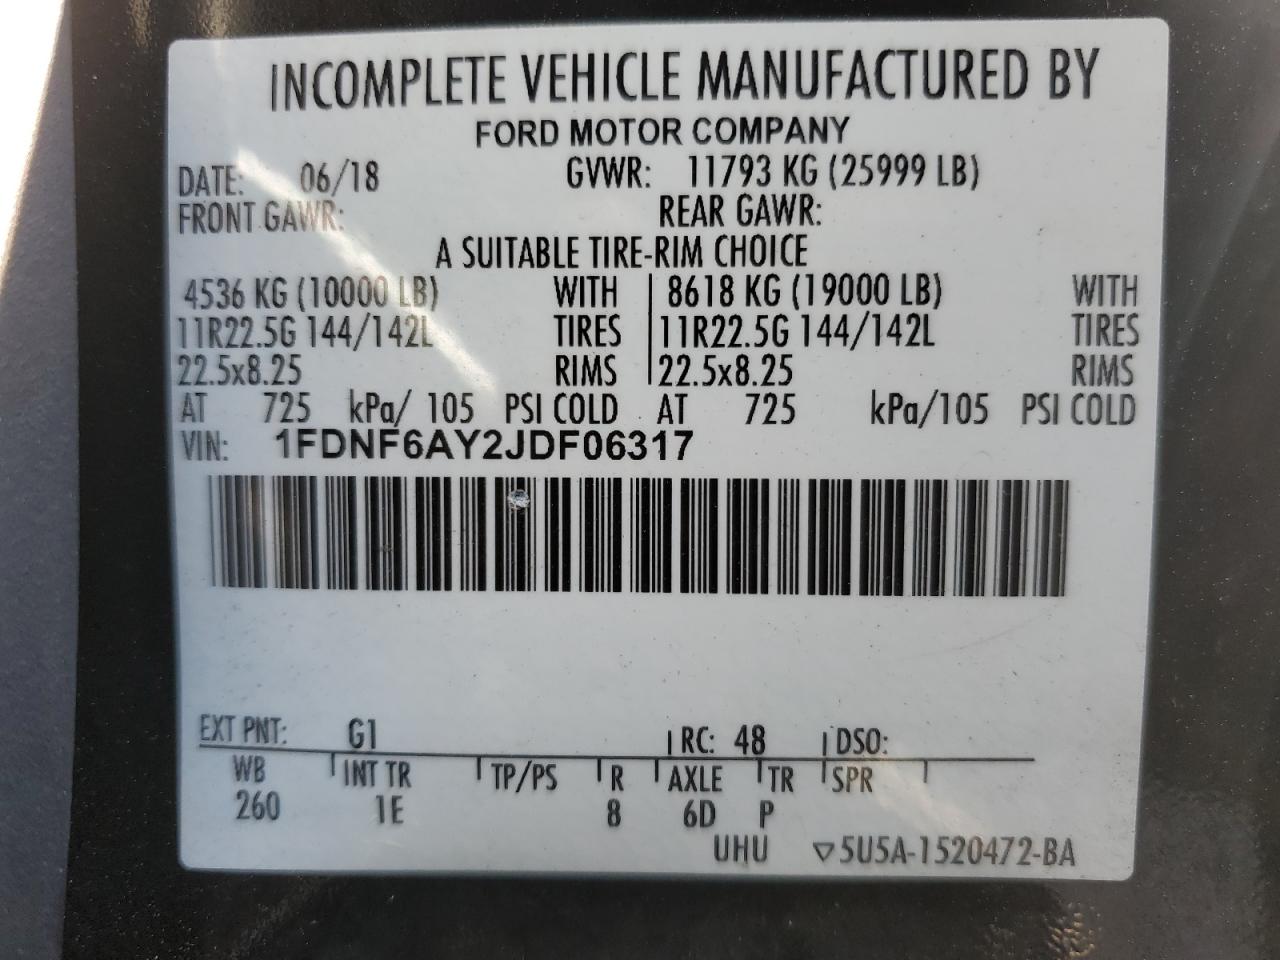 INCOMPLETE VEHICLE MANUFACTURED BY
FORD MOTOR COMPANY
DATE: 06/18 GVWR: 11793 KG (25999 LB)
FRONT GAWR: REAR GAWR:
A SUITABLE TIRE-RIM CHOICE
4536 KG (10000 LB) WITH 8618 KG (19000 LB) WITH
11R22.5G 144/142L TIRES 11R22.5G 144/142L TIRES
22.5x8.25 RIMS 22.5x8.25 RIMS
AT 725 kPa/ 105 PSI COLD AT 725 kPa/105 PSI COLD
VIN: 1FDNF6AY2JDF06317
EXT PNT: G1 RC: 48 DSO:
WB INT TR TP/PS R AXLE TR SPR
260 1E 8 6D P
UHU ▽5U5A-1520472-BA